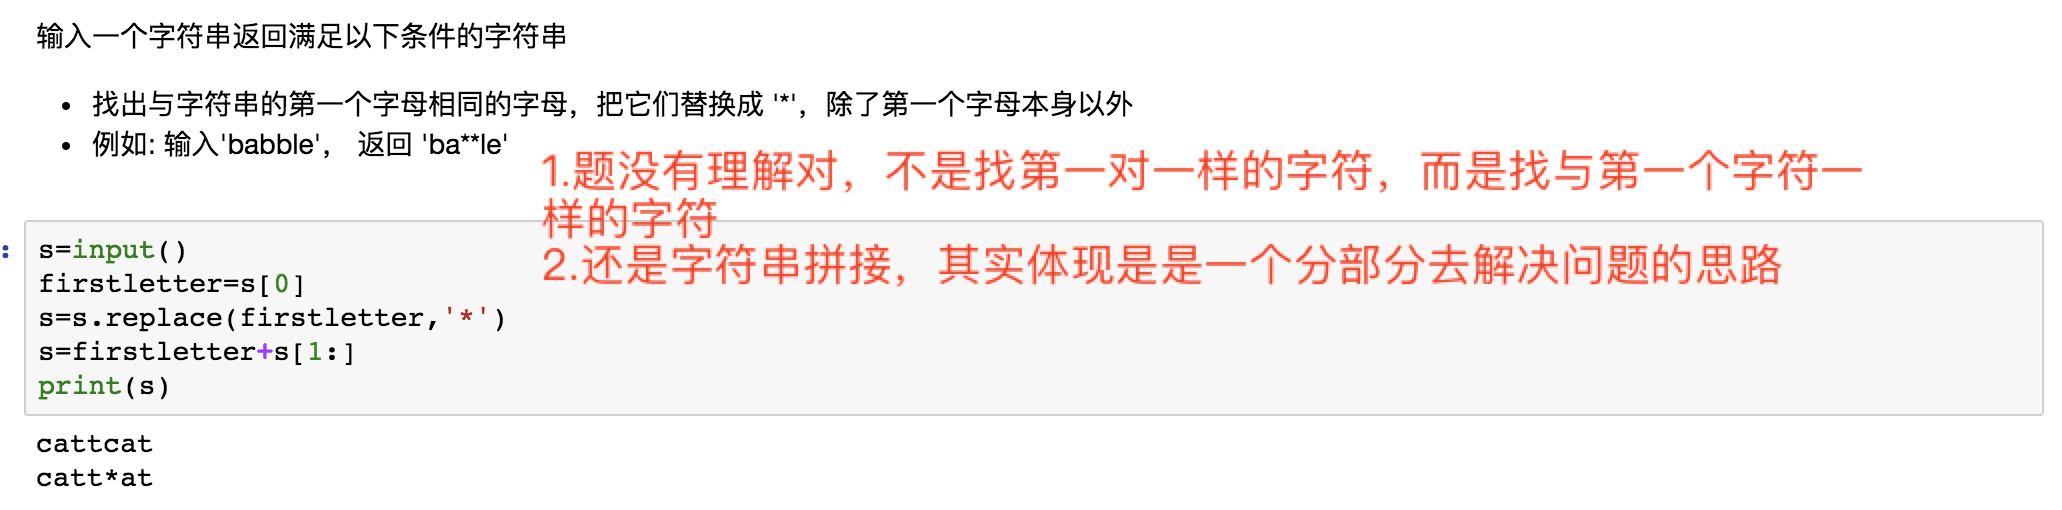 输入一个字符串返回满足以下条件的字符串
• 找出与字符串的第一个字母相同的字母，把它们替换成 '*'，除了第一个字母本身以外
• 例如: 输入'babble'， 返回 'ba**le'
1.题没有理解对，不是找第一对一样的字符，而是找与第一个字符一
样的字符
2.还是字符串拼接，其实体现是是一个分部分去解决问题的思路
:
s=input()
firstletter=s[0]
s=s.replace(firstletter,'*')
s=firstletter+s[1:]
print(s)
cattcat
catt*at